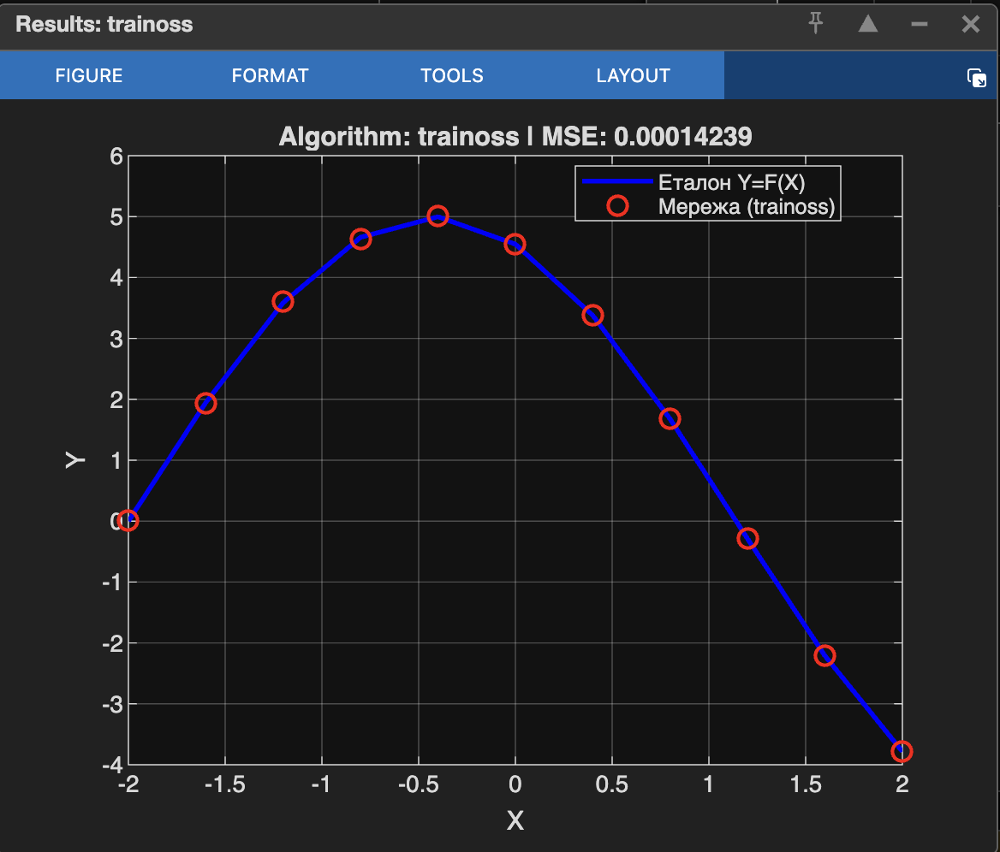 Results: trainoss
FIGURE FORMAT TOOLS LAYOUT
Algorithm: trainoss | MSE: 0.00014239
Еталон Y=F(X)
Мережа (trainoss)
6
5
4
3
2
1
0
-1
-2
-3
-4
Y
-2 -1.5 -1 -0.5 0 0.5 1 1.5 2
X